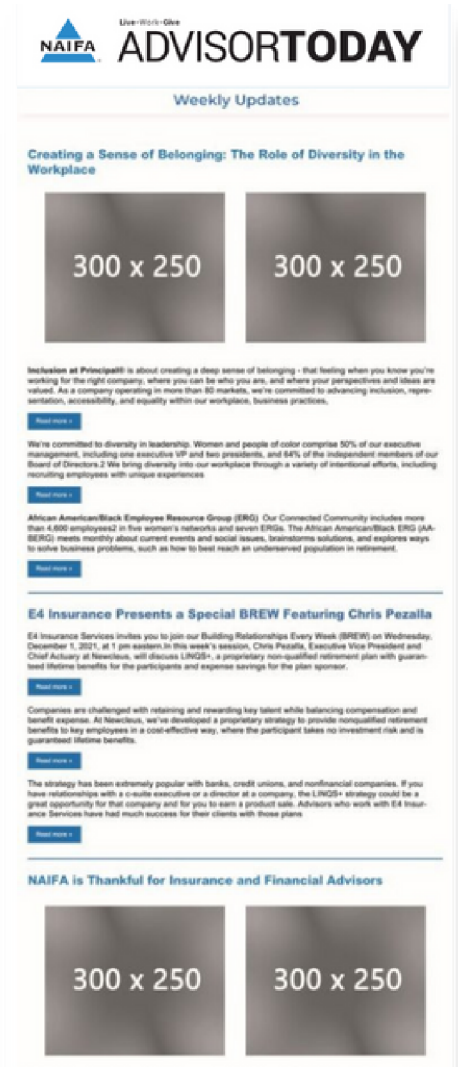 Live-Work-Give
NAIFA
ADVISORTODAY
Weekly Updates
Creating a Sense of Belonging: The Role of Diversity in the
Workplace
300 x 250
300 x 250
Inclusion at Principal® is about creating a deep sense of belonging - that feeling when you know you're
working for the right company, where you can be who you are, and where your perspectives and ideas are
valued. As a company operating in more than 80 markets, we're committed to advancing inclusion, repre-
sentation, accessibility, and equality within our workplace, business practices,
Read more »
We're committed to diversity in leadership. Women and people of color comprise 50% of our executive
management, including one executive VP and two presidents, and 64% of the independent members of our
Board of Directors.2 We bring diversity into our workplace through a variety of intentional efforts, including
recruiting employees with unique experiences
Read more »
African American/Black Employee Resource Group (ERG) Our Connected Community includes more
than 4,600 employees2 in five women's networks and seven ERGs. The African American/Black ERG (AA-
BERG) meets monthly about current events and social issues, brainstorms solutions, and explores ways
to solve business problems, such as how to best reach an underserved population in retirement.
Read more »
E4 Insurance Presents a Special BREW Featuring Chris Pezalla
E4 Insurance Services invites you to join our Building Relationships Every Week (BREW) on Wednesday,
December 1, 2021, at 1 pm eastern.In this week's session, Chris Pezalla, Executive Vice President and
Chief Actuary at Newcleus, will discuss LINQS+, a proprietary non-qualified retirement plan with guaran-
teed lifetime benefits for the participants and expense savings for the plan sponsor.
Read more »
Companies are challenged with retaining and rewarding key talent while balancing compensation and
benefit expense. At Newcleus, we've developed a proprietary strategy to provide nonqualified retirement
benefits to key employees in a cost-effective way, where the participant takes no investment risk and is
guaranteed lifetime benefits.
Read more »
The strategy has been extremely popular with banks, credit unions, and nonfinancial companies. If you
have relationships with a c-suite executive or a director at a company, the LINQS+ strategy could be a
great opportunity for that company and for you to earn a product sale. Advisors who work with E4 Insur-
ance Services have had much success for their clients with those plans
Read more »
NAIFA is Thankful for Insurance and Financial Advisors
300 x 250
300 x 250